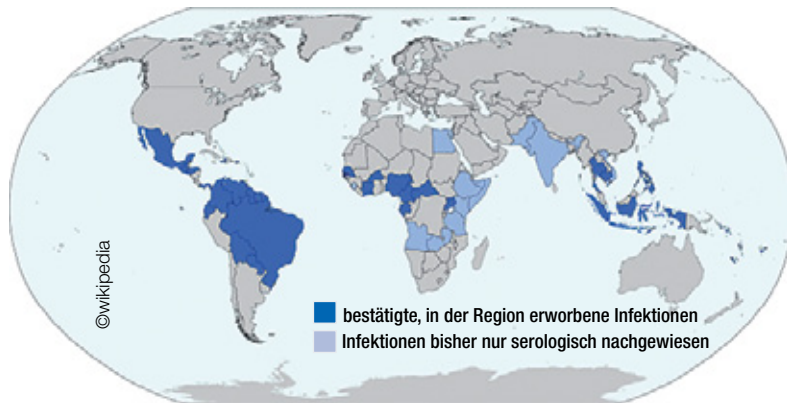 ©wikipedia
bestätigte, in der Region erworbene Infektionen
Infektionen bisher nur serologisch nachgewiesen